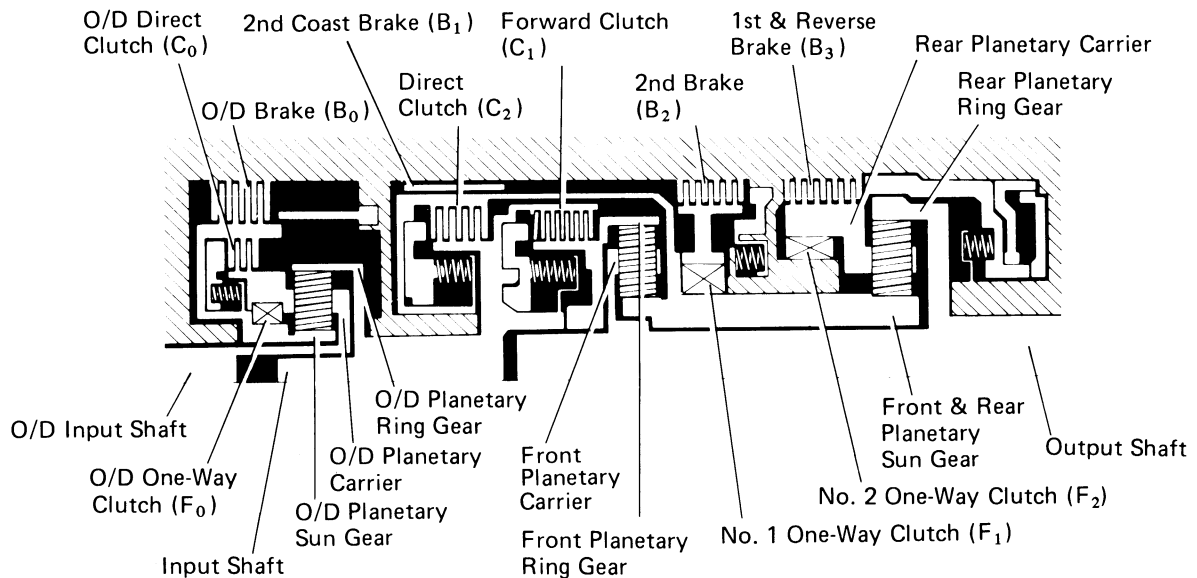 O/D Direct
Clutch (C₀)
2nd Coast Brake (B₁)
Forward Clutch
(C₁)
1st & Reverse
Brake (B₃)
Rear Planetary Carrier
O/D Brake (B₀)
Direct
Clutch (C₂)
2nd Brake
(B₂)
Rear Planetary
Ring Gear
O/D Input Shaft
O/D One-Way
Clutch (F₀)
Input Shaft
O/D Planetary
Sun Gear
O/D Planetary
Carrier
O/D Planetary
Ring Gear
Front
Planetary
Carrier
Front Planetary
Ring Gear
No. 1 One-Way Clutch (F₁)
No. 2 One-Way Clutch (F₂)
Front & Rear
Planetary
Sun Gear
Output Shaft